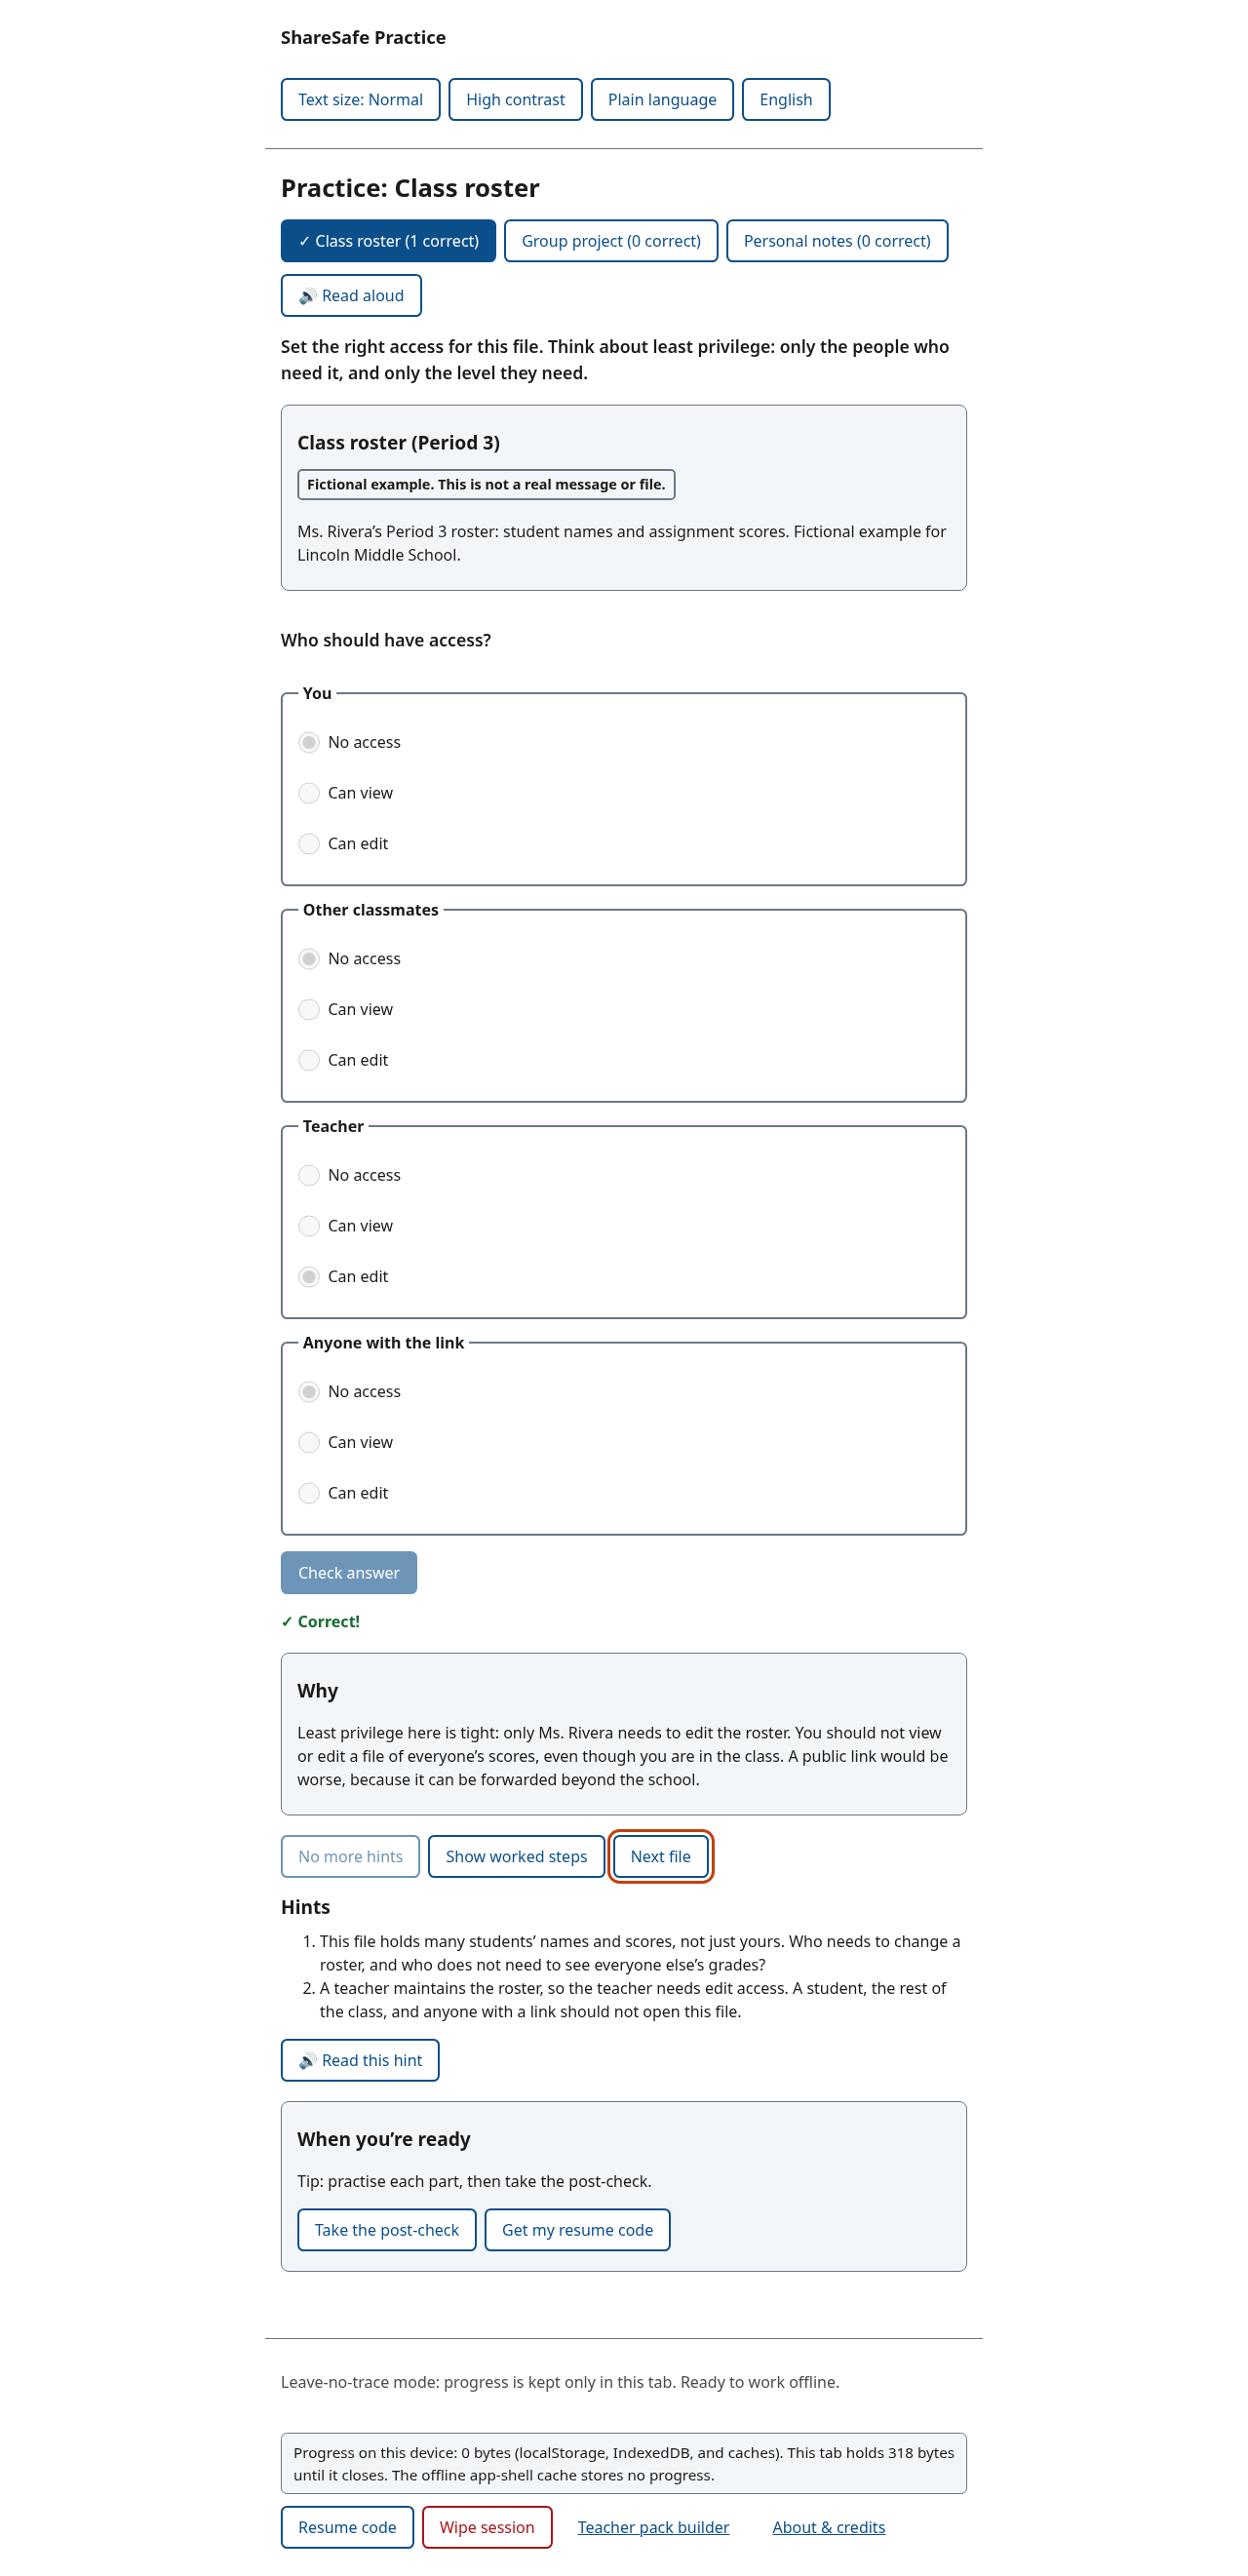 ShareSafe Practice
Text size: Normal
High contrast
Plain language
English
Practice: Class roster
✓ Class roster (1 correct)
Group project (0 correct)
Personal notes (0 correct)
🔊 Read aloud
Set the right access for this file. Think about least privilege: only the people who
need it, and only the level they need.
Class roster (Period 3)
Fictional example. This is not a real message or file.
Ms. Rivera’s Period 3 roster: student names and assignment scores. Fictional example for
Lincoln Middle School.
Who should have access?
You
No access
Can view
Can edit
Other classmates
No access
Can view
Can edit
Teacher
No access
Can view
Can edit
Anyone with the link
No access
Can view
Can edit
Check answer
✓ Correct!
Why
Least privilege here is tight: only Ms. Rivera needs to edit the roster. You should not view
or edit a file of everyone’s scores, even though you are in the class. A public link would be
worse, because it can be forwarded beyond the school.
No more hints
Show worked steps
Next file
Hints
1. This file holds many students’ names and scores, not just yours. Who needs to change a
roster, and who does not need to see everyone else’s grades?
2. A teacher maintains the roster, so the teacher needs edit access. A student, the rest of
the class, and anyone with a link should not open this file.
🔊 Read this hint
When you’re ready
Tip: practise each part, then take the post-check.
Take the post-check
Get my resume code
Leave-no-trace mode: progress is kept only in this tab. Ready to work offline.
Progress on this device: 0 bytes (localStorage, IndexedDB, and caches). This tab holds 318 bytes
until it closes. The offline app-shell cache stores no progress.
Resume code
Wipe session
Teacher pack builder
About & credits